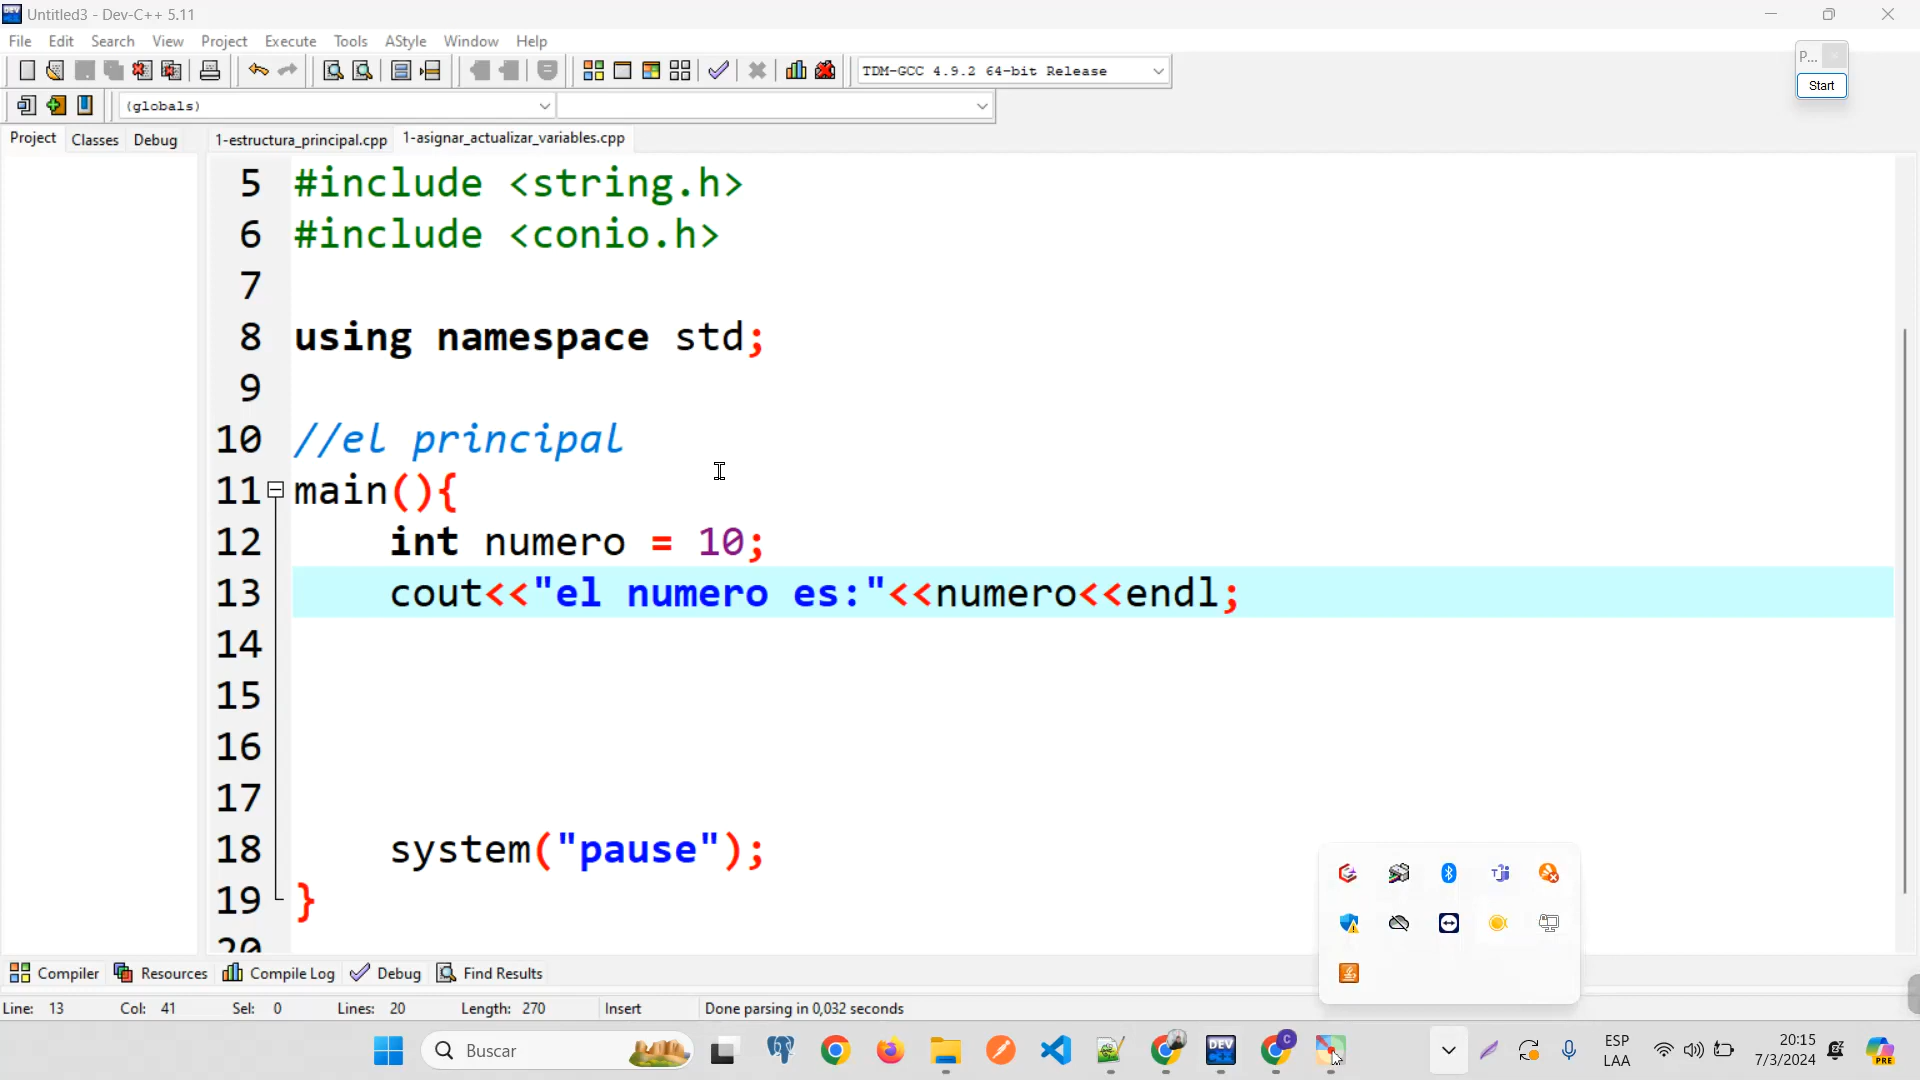 Untitled3 - Dev-C++ 5.11
File Edit Search View Project Execute Tools AStyle Window Help
P...
TDM-GCC 4.9.2 64-bit Release
Start
(globals)
Project Classes Debug 1-estructura_principal.cpp 1-asignar_actualizar_variables.cpp
5 #include <string.h>
6 #include <conio.h>
7
8 using namespace std;
9
10 //el principal
11 main(){
12 int numero = 10;
13 cout<<"el numero es:"<<numero<<endl;
14
15
16
17
18 system("pause");
19 }
20
Compiler Resources Compile Log Debug Find Results
Line: 13 Col: 41 Sel: 0 Lines: 20 Length: 270 Insert Done parsing in 0,032 seconds
Buscar
DEV
C
ESP
LAA
20:15
7/3/2024
PRE